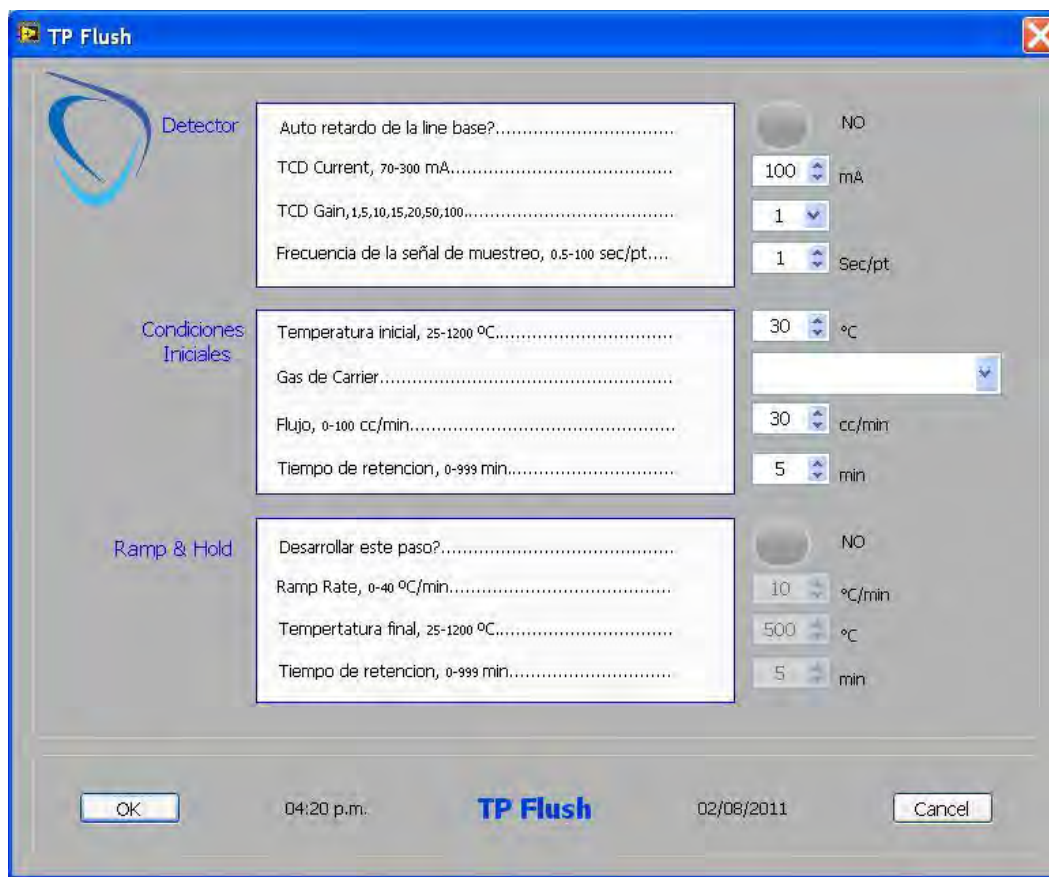 TP Flush
Detector
Auto retardo de la line base?................................ NO
TCD Current, 70-300 mA........................................ 100 mA
TCD Gain,1,5,10,15,20,50,100..................................... 1
Frecuencia de la señal de muestreo, 0.5-100 sec/pt.... 1 Sec/pt
Condiciones
Iniciales
Temperatura inicial, 25-1200 ºC................................ 30 °C
Gas de Carrier.....................................................
Flujo, 0-100 cc/min................................................ 30 cc/min
Tiempo de retencion, 0-999 min.............................. 5 min
Ramp & Hold
Desarrollar este paso?.......................................... NO
Ramp Rate, 0-40 ºC/min........................................ 10 °C/min
Tempertatura final, 25-1200 ºC................................ 500 °C
Tiempo de retencion, 0-999 min.............................. 5 min
OK 04:20 p.m. TP Flush 02/08/2011 Cancel